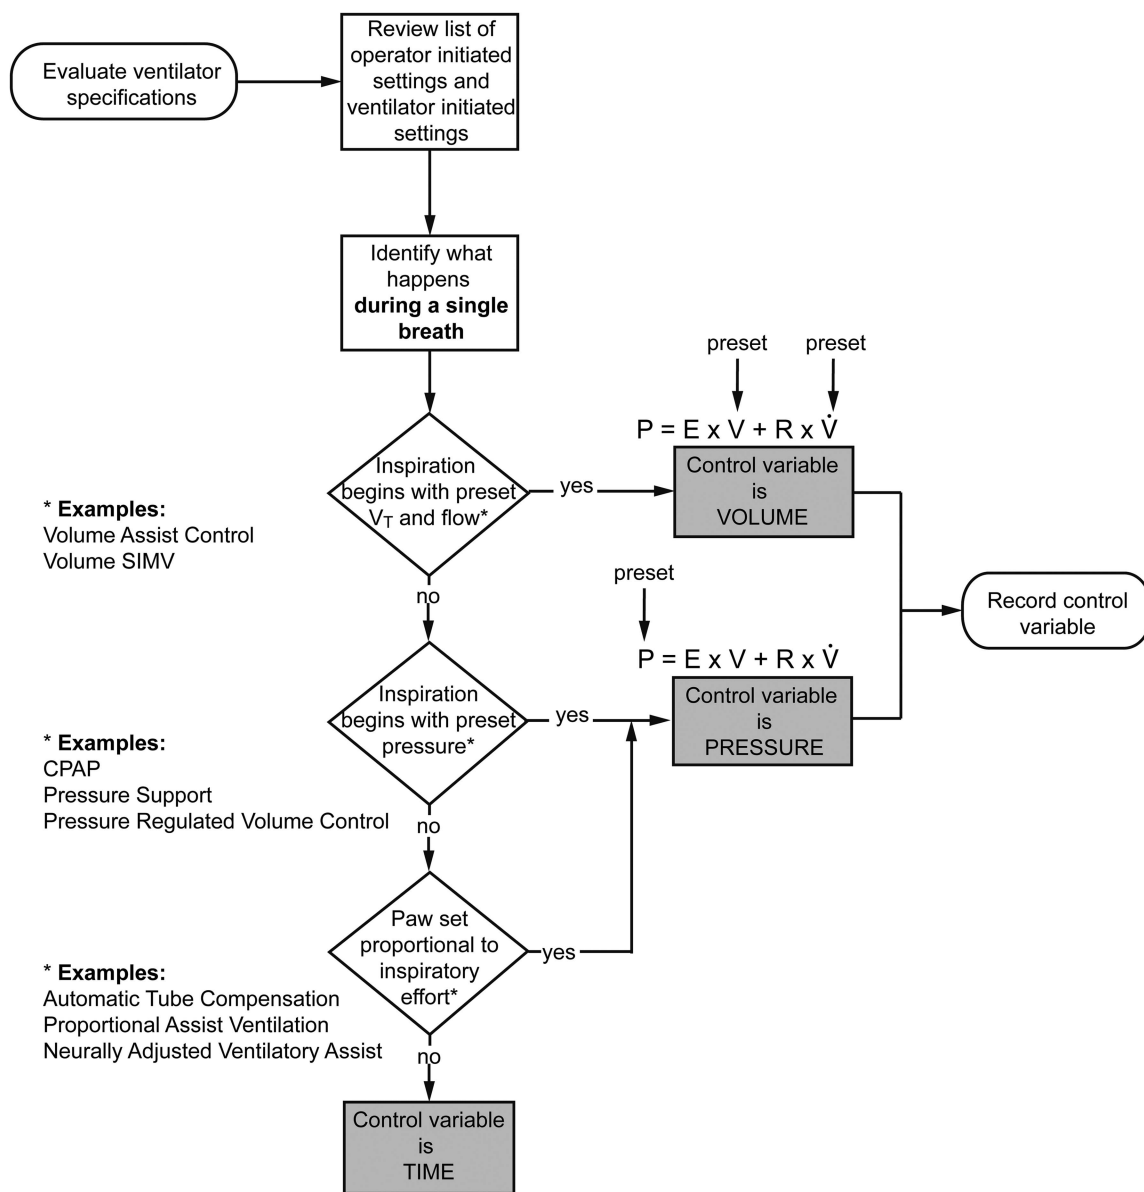 Evaluate ventilator
specifications
Review list of
operator initiated
settings and
ventilator initiated
settings
Identify what
happens
during a single
breath
preset
preset
P = E x V + R x V̇
Inspiration
begins with preset
V_T and flow*
yes
Control variable
is
VOLUME
* Examples:
Volume Assist Control
Volume SIMV
no
preset
P = E x V + R x V̇
Record control
variable
Inspiration
begins with preset
pressure*
yes
Control variable
is
PRESSURE
* Examples:
CPAP
Pressure Support
Pressure Regulated Volume Control
no
Paw set
proportional to
inspiratory
effort*
yes
* Examples:
Automatic Tube Compensation
Proportional Assist Ventilation
Neurally Adjusted Ventilatory Assist
no
Control variable
is
TIME